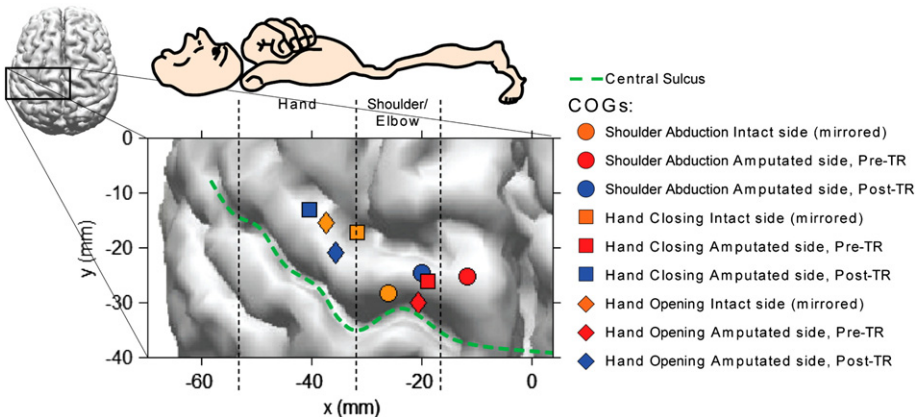 Hand
Shoulder/
Elbow
0
-10
-20
-30
-40
y (mm)
-60
-40
-20
0
x (mm)
Central Sulcus
COGs:
Shoulder Abduction Intact side (mirrored)
Shoulder Abduction Amputated side, Pre-TR
Shoulder Abduction Amputated side, Post-TR
Hand Closing Intact side (mirrored)
Hand Closing Amputated side, Pre-TR
Hand Closing Amputated side, Post-TR
Hand Opening Intact side (mirrored)
Hand Opening Amputated side, Pre-TR
Hand Opening Amputated side, Post-TR